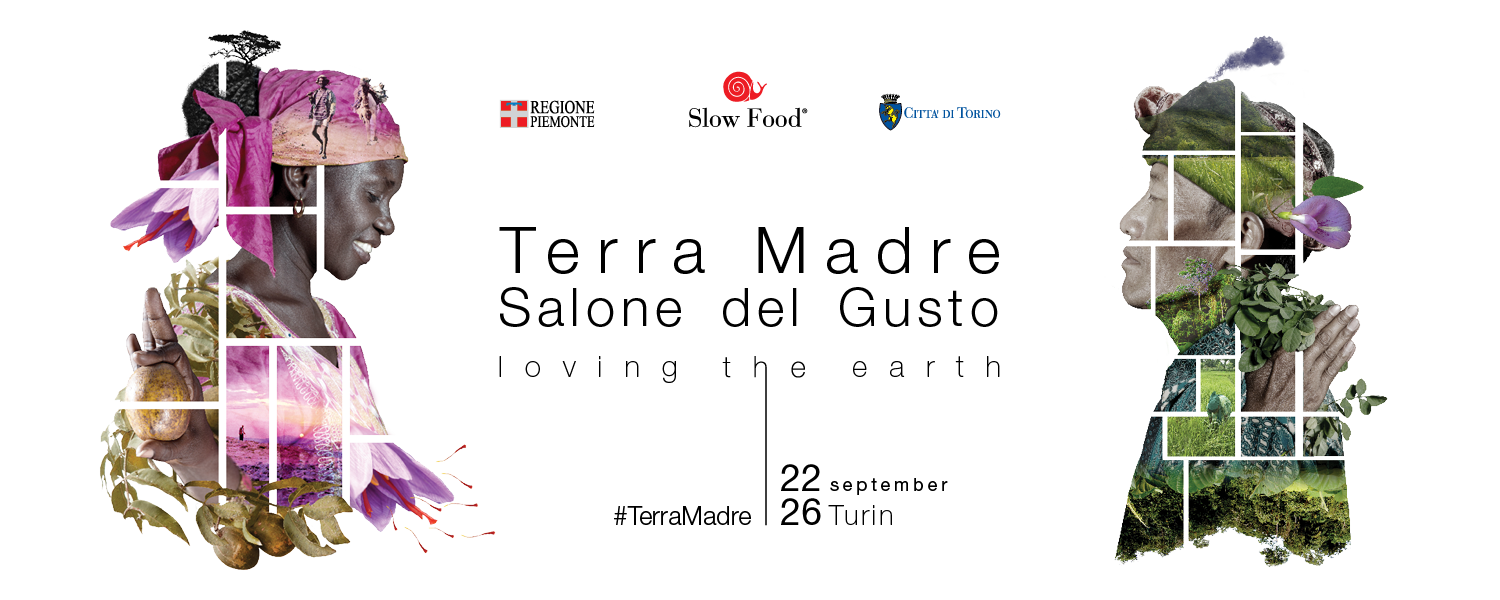 REGIONE
PIEMONTE
Slow Food®
CITTA' DI TORINO
Terra Madre
Salone del Gusto
loving the earth
22 september
#TerraMadre
26 Turin